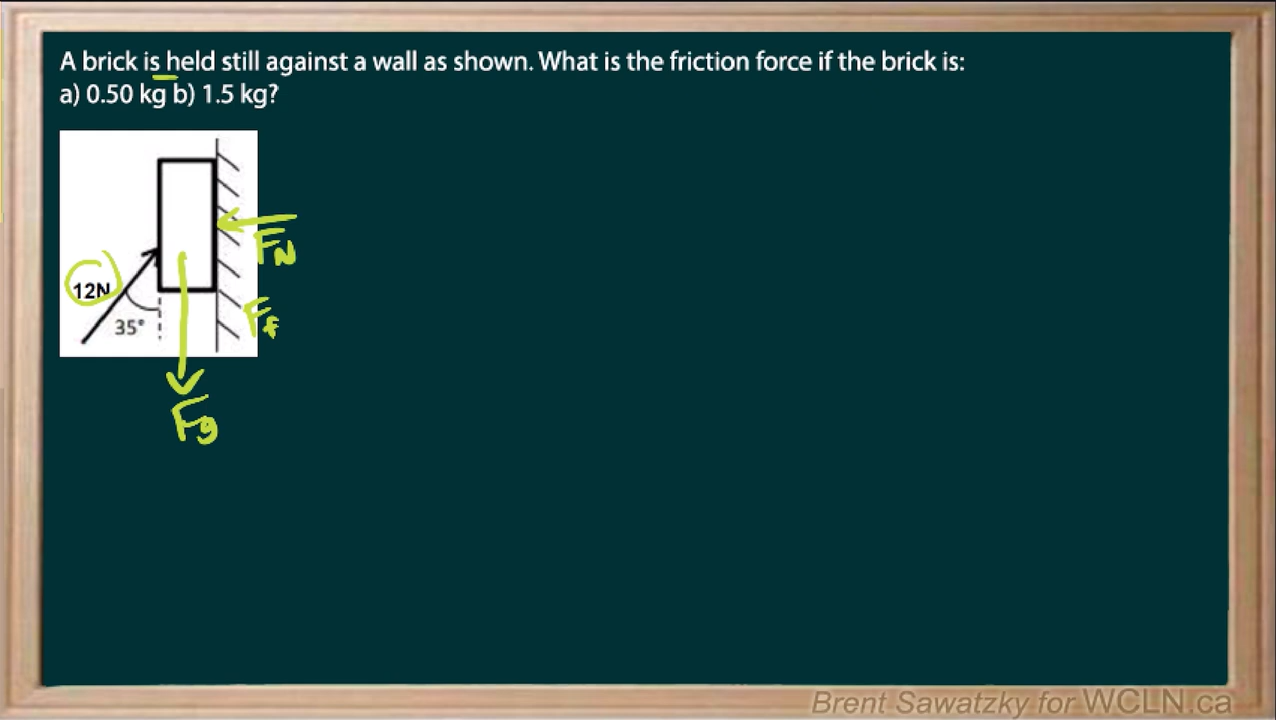 A brick is held still against a wall as shown. What is the friction force if the brick is:
a) 0.50 kg b) 1.5 kg?
FN
12N
35°
Ff
Fg
Brent Sawatzky for WCLN.ca